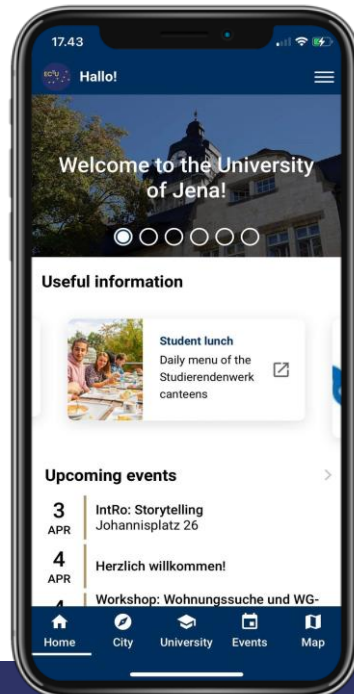 17.43
Hallo!
Welcome to the University
of Jena!
Useful information
Student lunch
Daily menu of the
Studierendenwerk
canteens
Upcoming events
3
APR
IntRo: Storytelling
Johannisplatz 26
4
APR
Herzlich willkommen!
4
Workshop: Wohnungssuche und WG-
Home
City
University
Events
Map